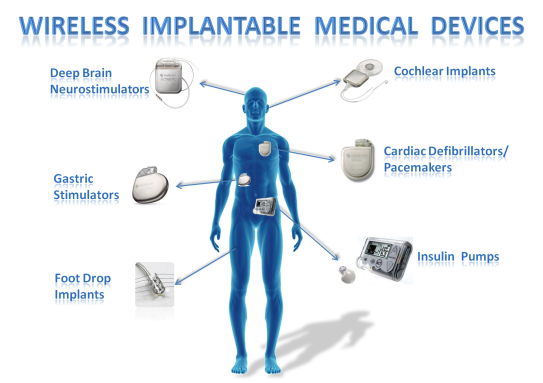 WIRELESS IMPLANTABLE MEDICAL DEVICES
Deep Brain
Neurostimulators
Cochlear Implants
Cardiac Defibrillators/
Pacemakers
Gastric
Stimulators
Insulin Pumps
Foot Drop
Implants